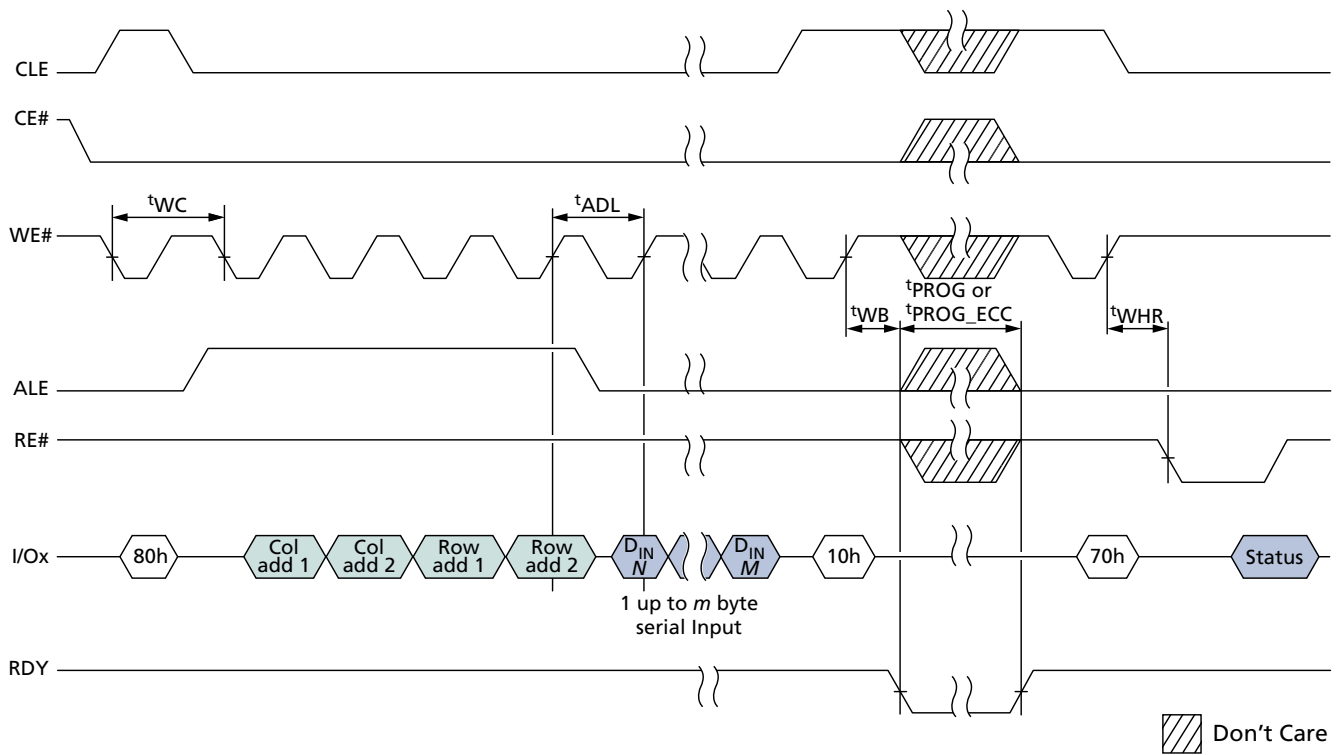 CLE
CE#
tWC
tADL
WE#
tPROG or
tPROG_ECC
tWB
tWHR
ALE
RE#
I/Ox
80h
Col
add 1
Col
add 2
Row
add 1
Row
add 2
DIN
N
DIN
M
10h
70h
Status
1 up to m byte
serial Input
RDY
Don't Care